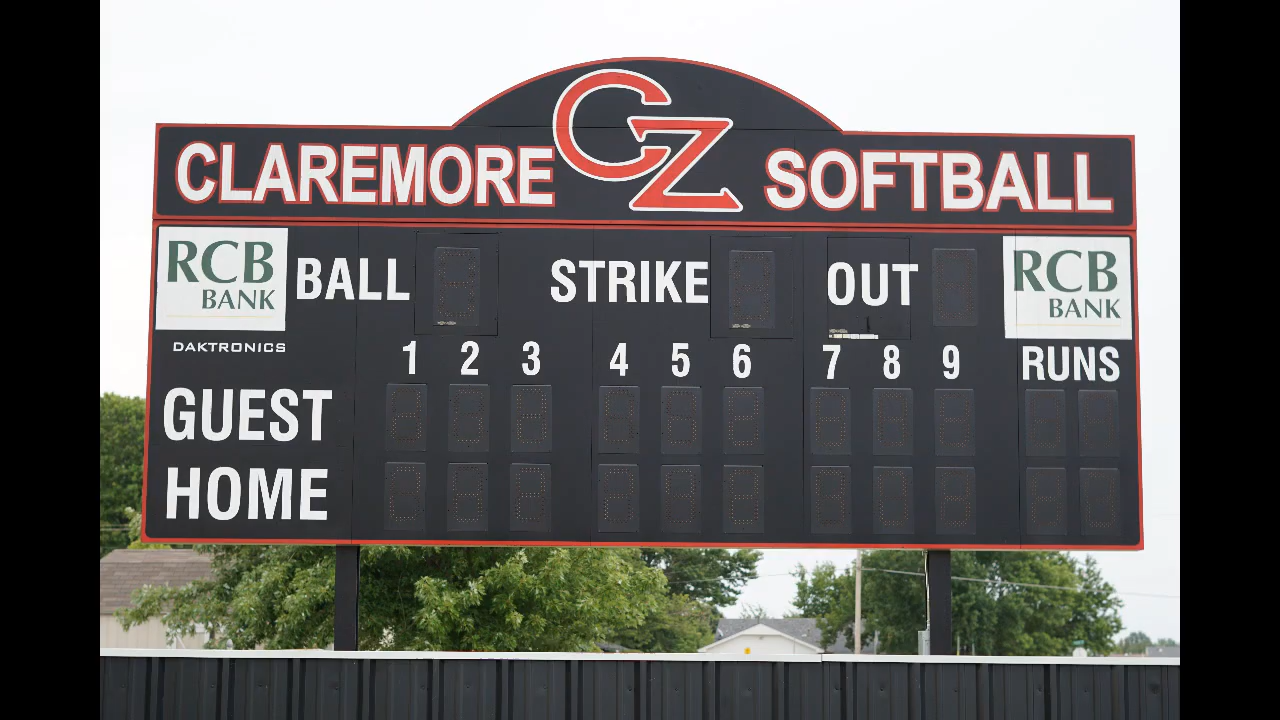 CLAREMORE CZ SOFTBALL
RCB BANK
BALL STRIKE OUT
RCB BANK
DAKTRONICS
1 2 3 4 5 6 7 8 9 RUNS
GUEST
HOME